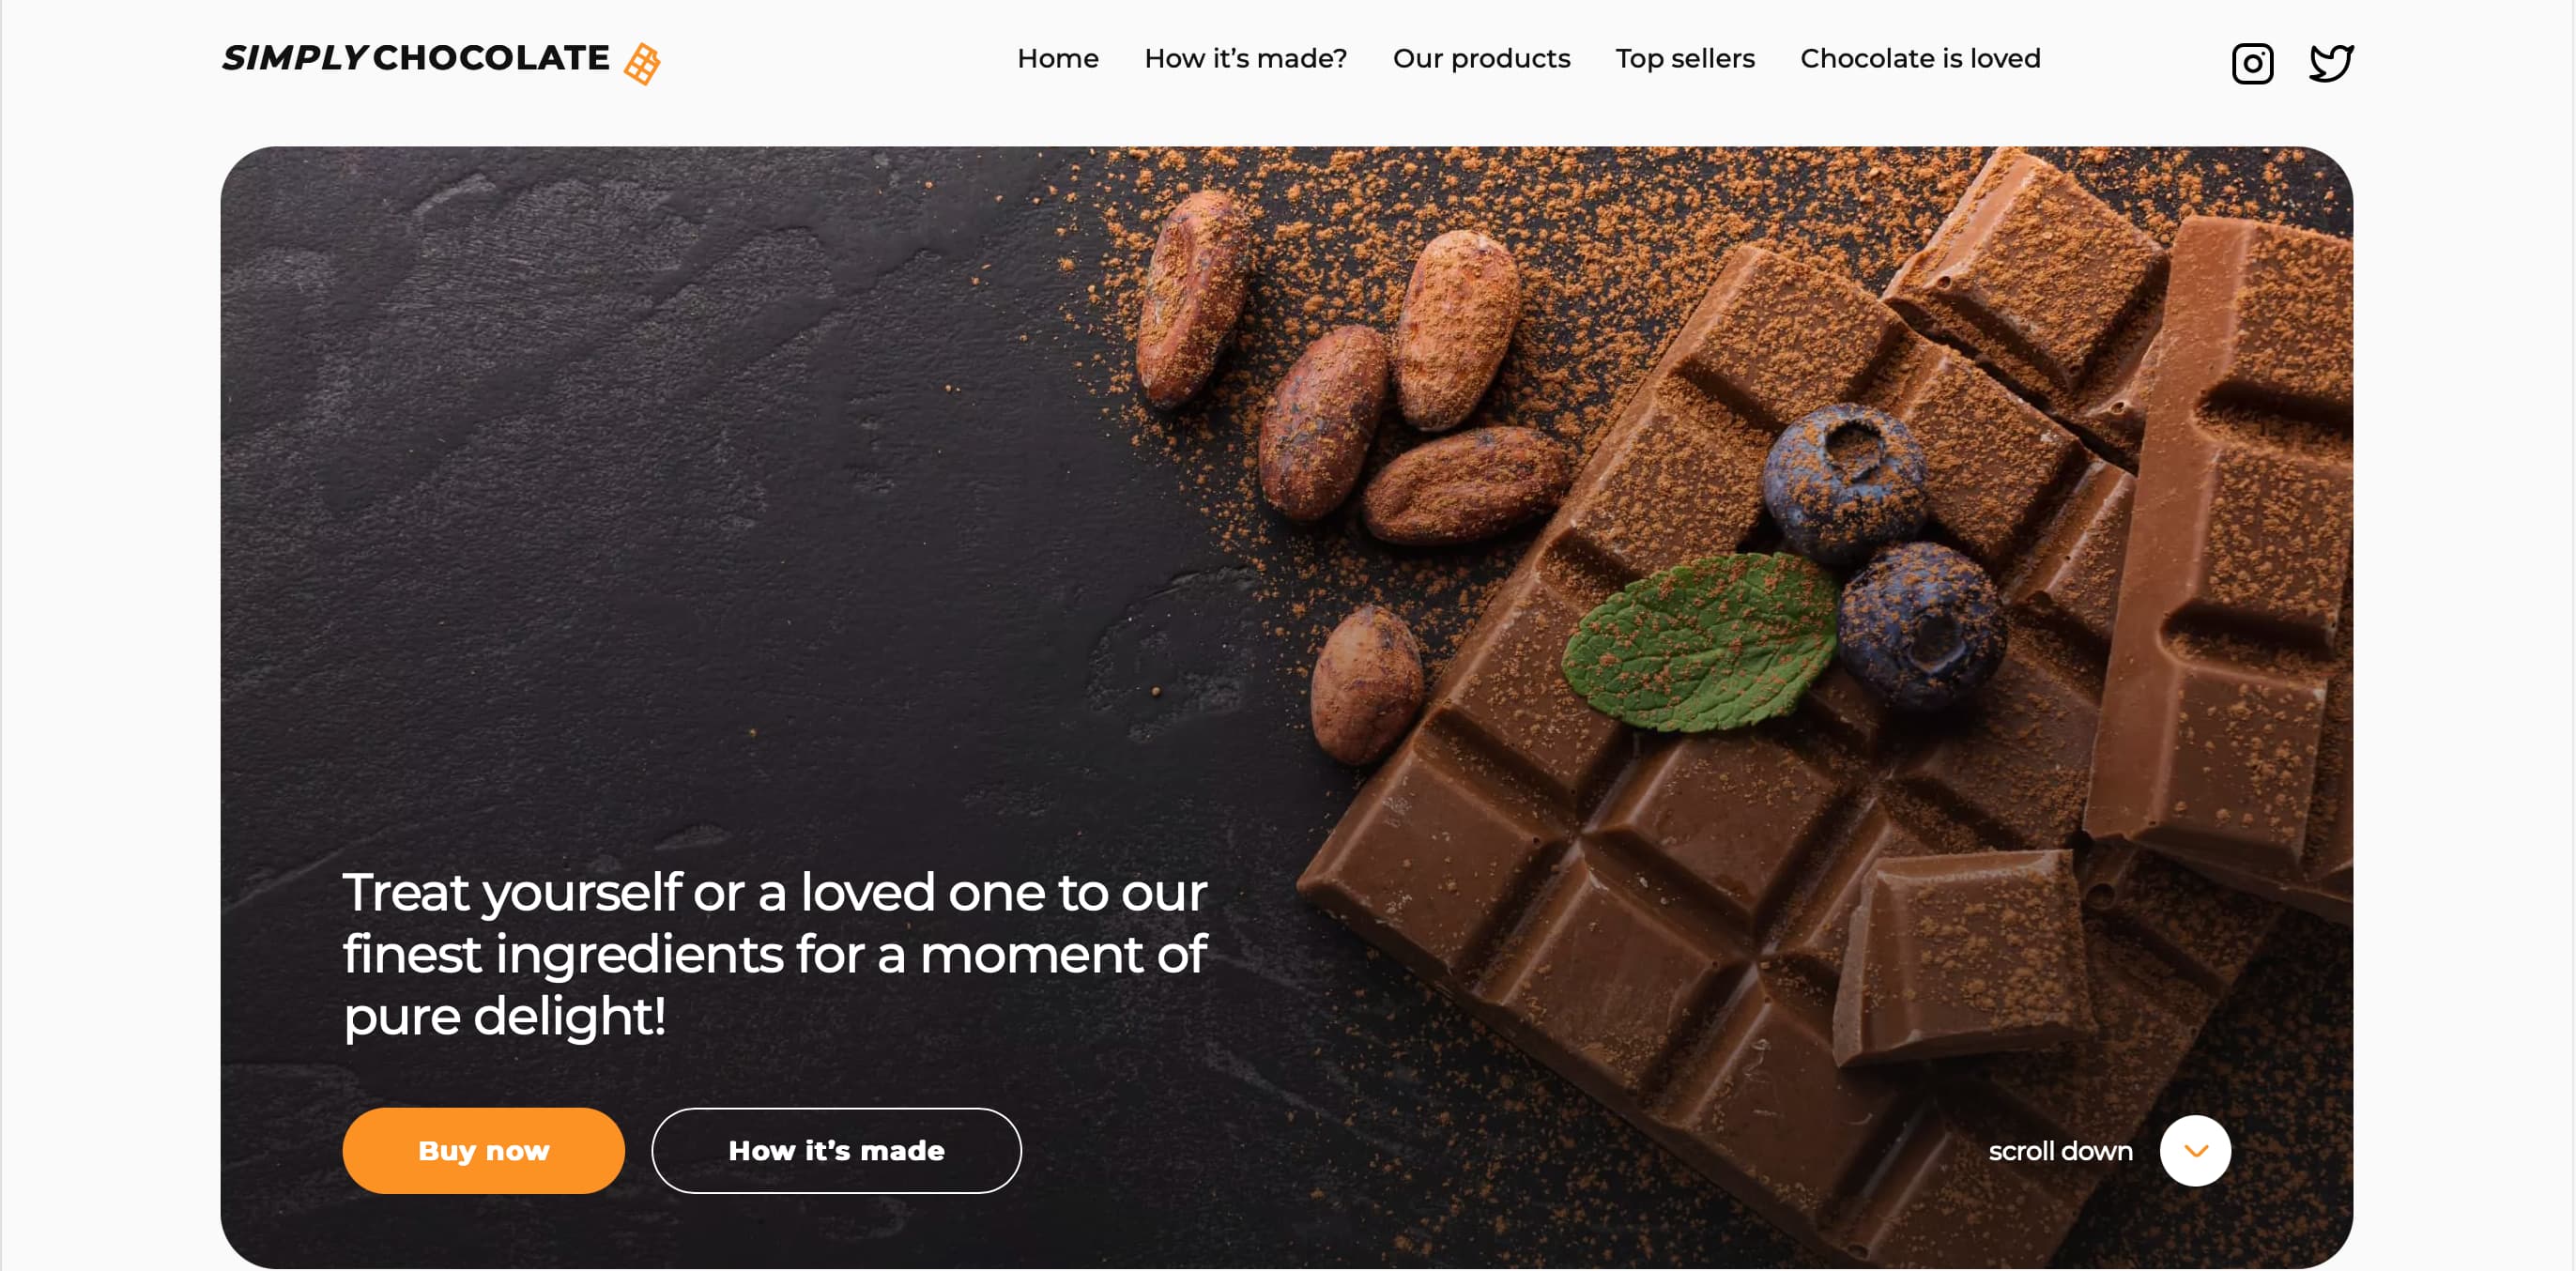 SIMPLY CHOCOLATE
Home
How it’s made?
Our products
Top sellers
Chocolate is loved
Treat yourself or a loved one to our
finest ingredients for a moment of
pure delight!
Buy now
How it’s made
scroll down